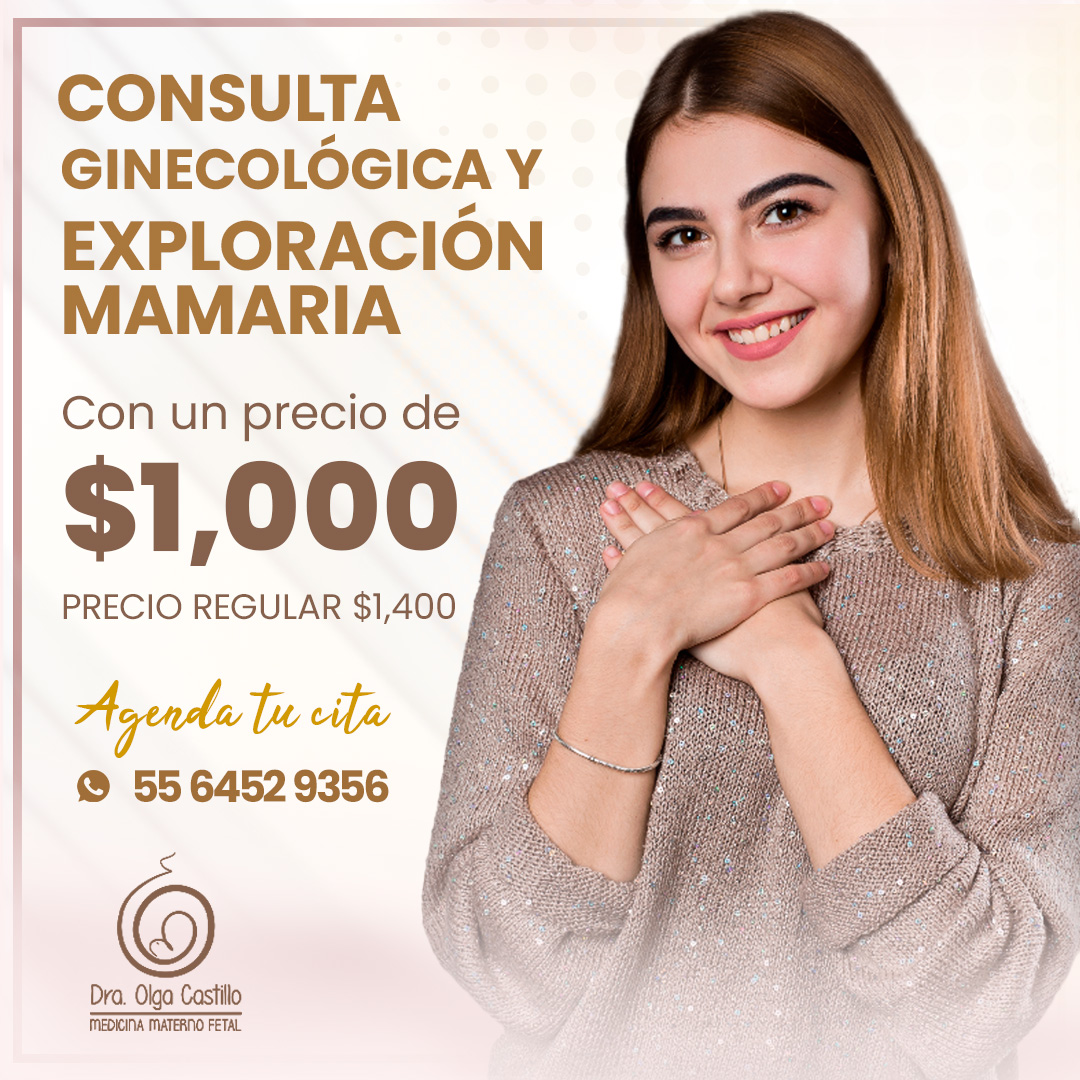 CONSULTA
GINECOLÓGICA Y
EXPLORACIÓN
MAMARIA
Con un precio de
$1,000
PRECIO REGULAR $1,400
Agenda tu cita
55 6452 9356
Dra. Olga Castillo
MEDICINA MATERNO FETAL